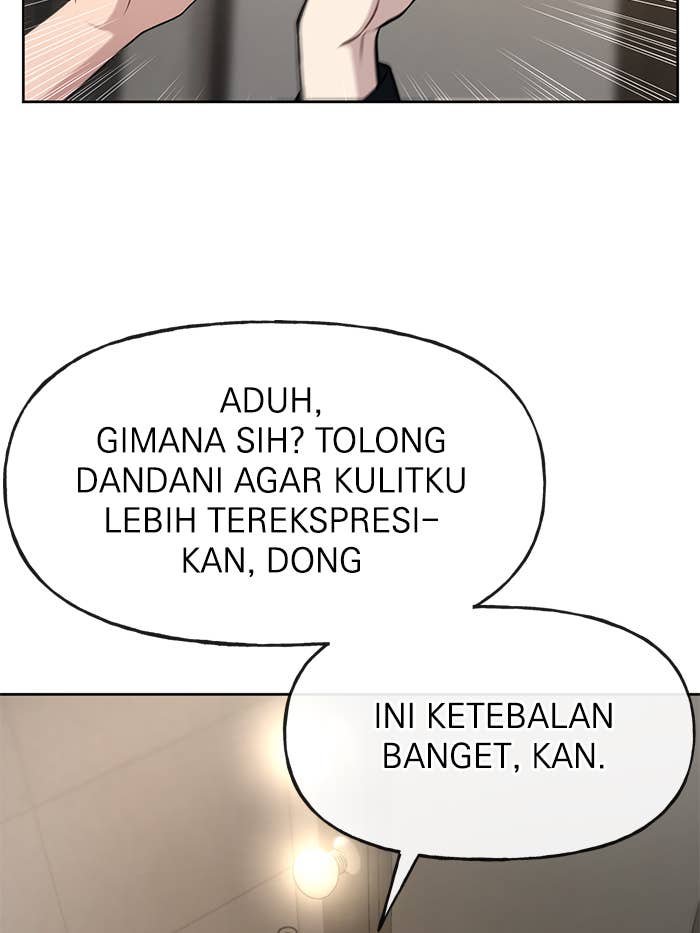 ADUH,
GIMANA SIH? TOLONG
DANDANI AGAR KULITKU
LEBIH TEREKSPRESI-
KAN, DONG
INI KETEBALAN
BANGET, KAN.